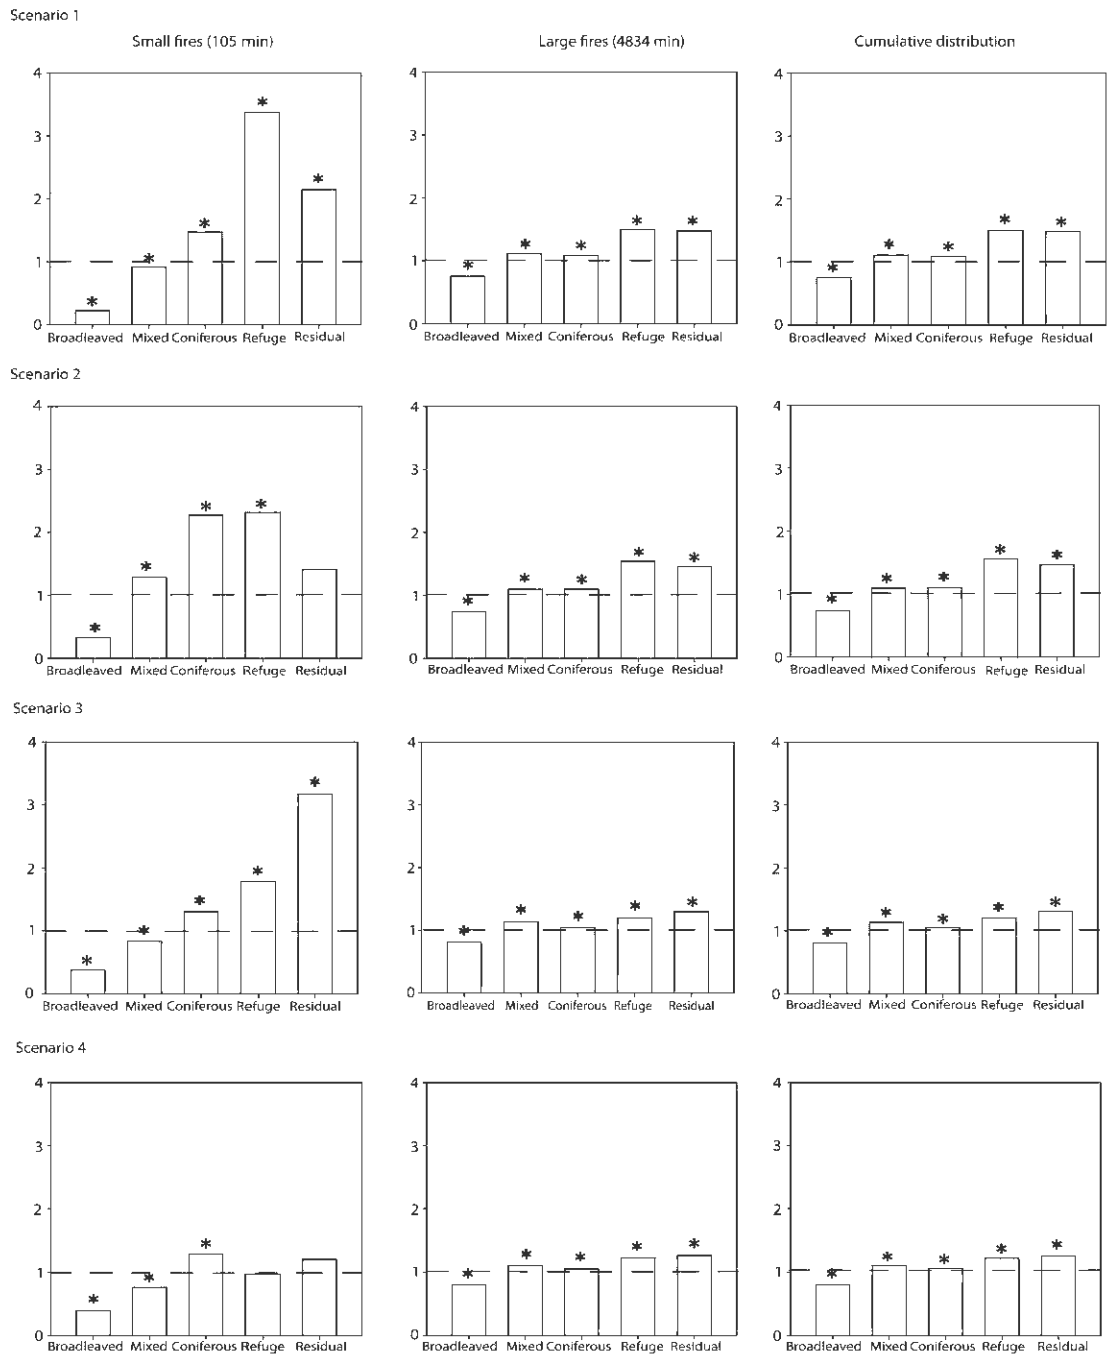 Scenario 1
Small fires (105 min)
Large fires (4834 min)
Cumulative distribution
4
3
2
1
0
* * * * *
Broadleaved Mixed Coniferous Refuge Residual
4
3
2
1
0
* * * * *
Broadleaved Mixed Coniferous Refuge Residual
4
3
2
1
0
* * * * *
Broadleaved Mixed Coniferous Refuge Residual
Scenario 2
4
3
2
1
0
* * * *
Broadleaved Mixed Coniferous Refuge Residual
4
3
2
1
0
* * * * *
Broadleaved Mixed Coniferous Refuge Residual
4
3
2
1
0
* * * * *
Broadleaved Mixed Coniferous Refuge Residual
Scenario 3
4
3
2
1
0
* * * * *
Broadleaved Mixed Coniferous Refuge Residual
4
3
2
1
0
* * * * *
Broadleaved Mixed Coniferous Refuge Residual
4
3
2
1
0
* * * * *
Broadleaved Mixed Coniferous Refuge Residual
Scenario 4
4
3
2
1
0
* * *
Broadleaved Mixed Coniferous Refuge Residual
4
3
2
1
0
* * * * *
Broadleaved Mixed Coniferous Refuge Residual
4
3
2
1
0
* * * * *
Broadleaved Mixed Coniferous Refuge Residual